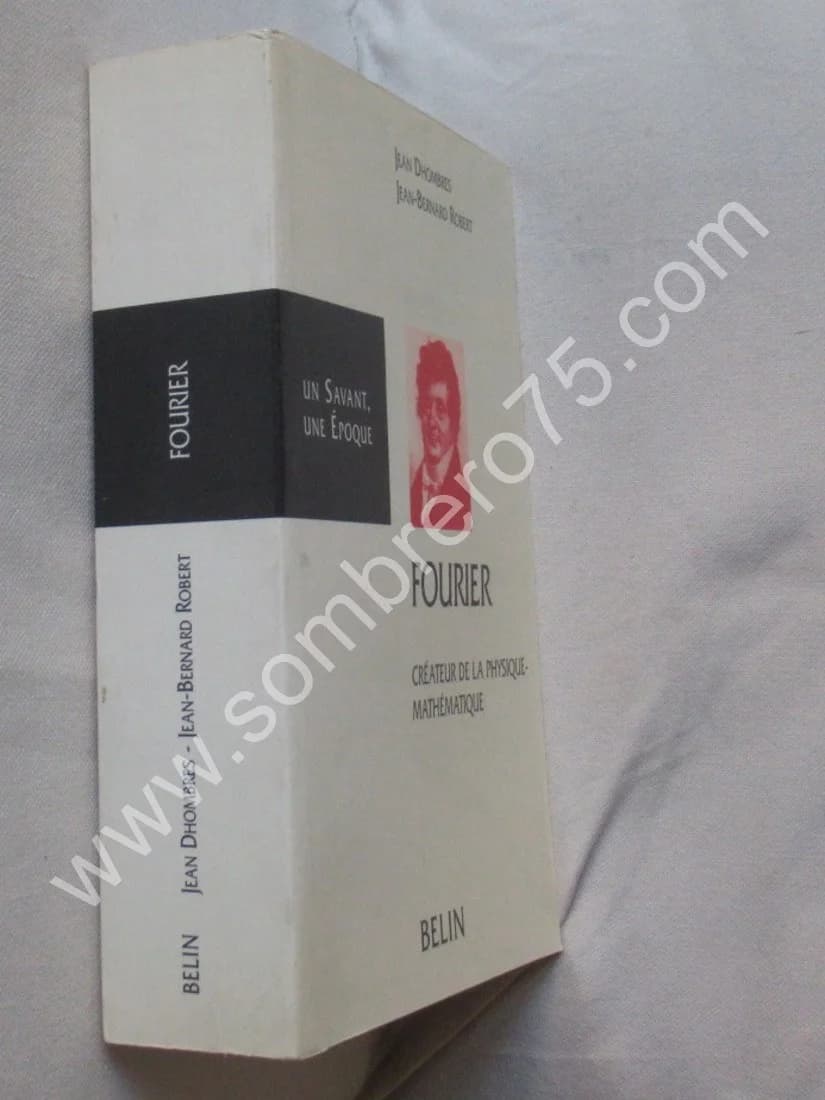 FOURIER
JEAN DHOMBRES - JEAN-BERNARD ROBERT
BELIN
JEAN DHOMBRES
JEAN-BERNARD ROBERT
UN SAVANT,
UNE ÉPOQUE
FOURIER
CRÉATEUR DE LA PHYSIQUE-
MATHÉMATIQUE
BELIN
www.sombrero75.com